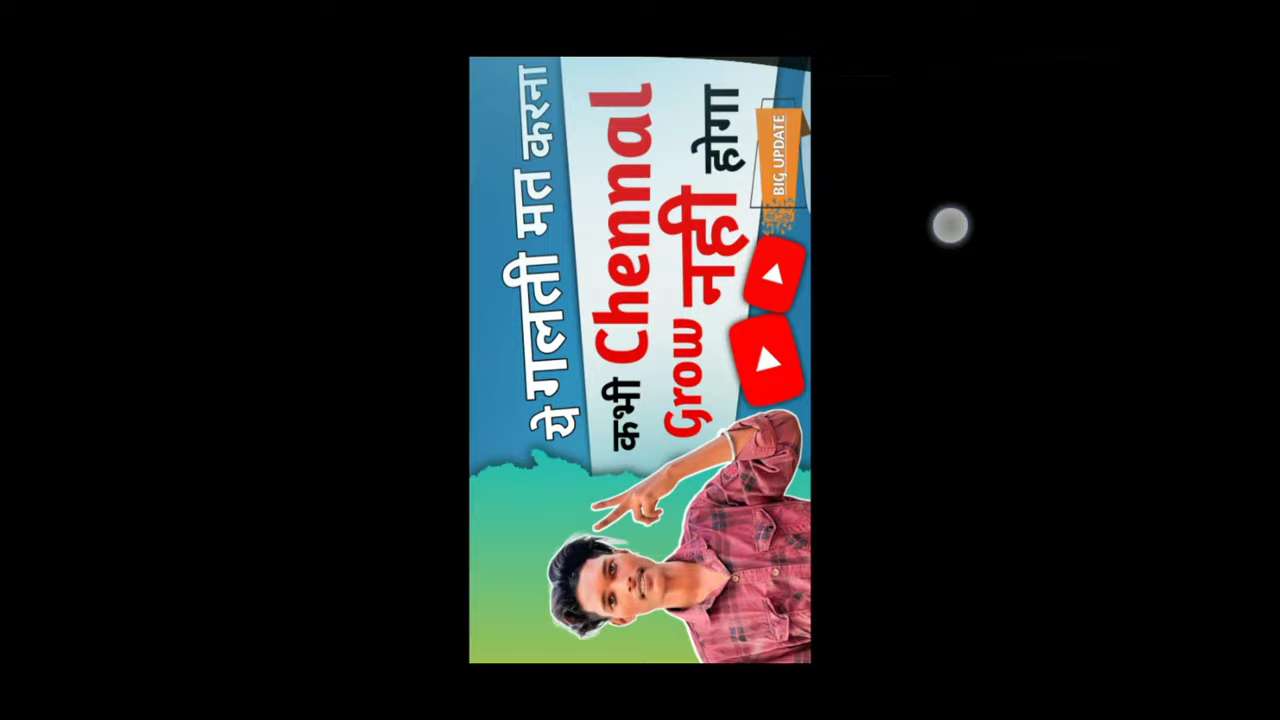 ये गलती मत करना
कभी Chennal
Grow नही होगा
BIG UPDATE